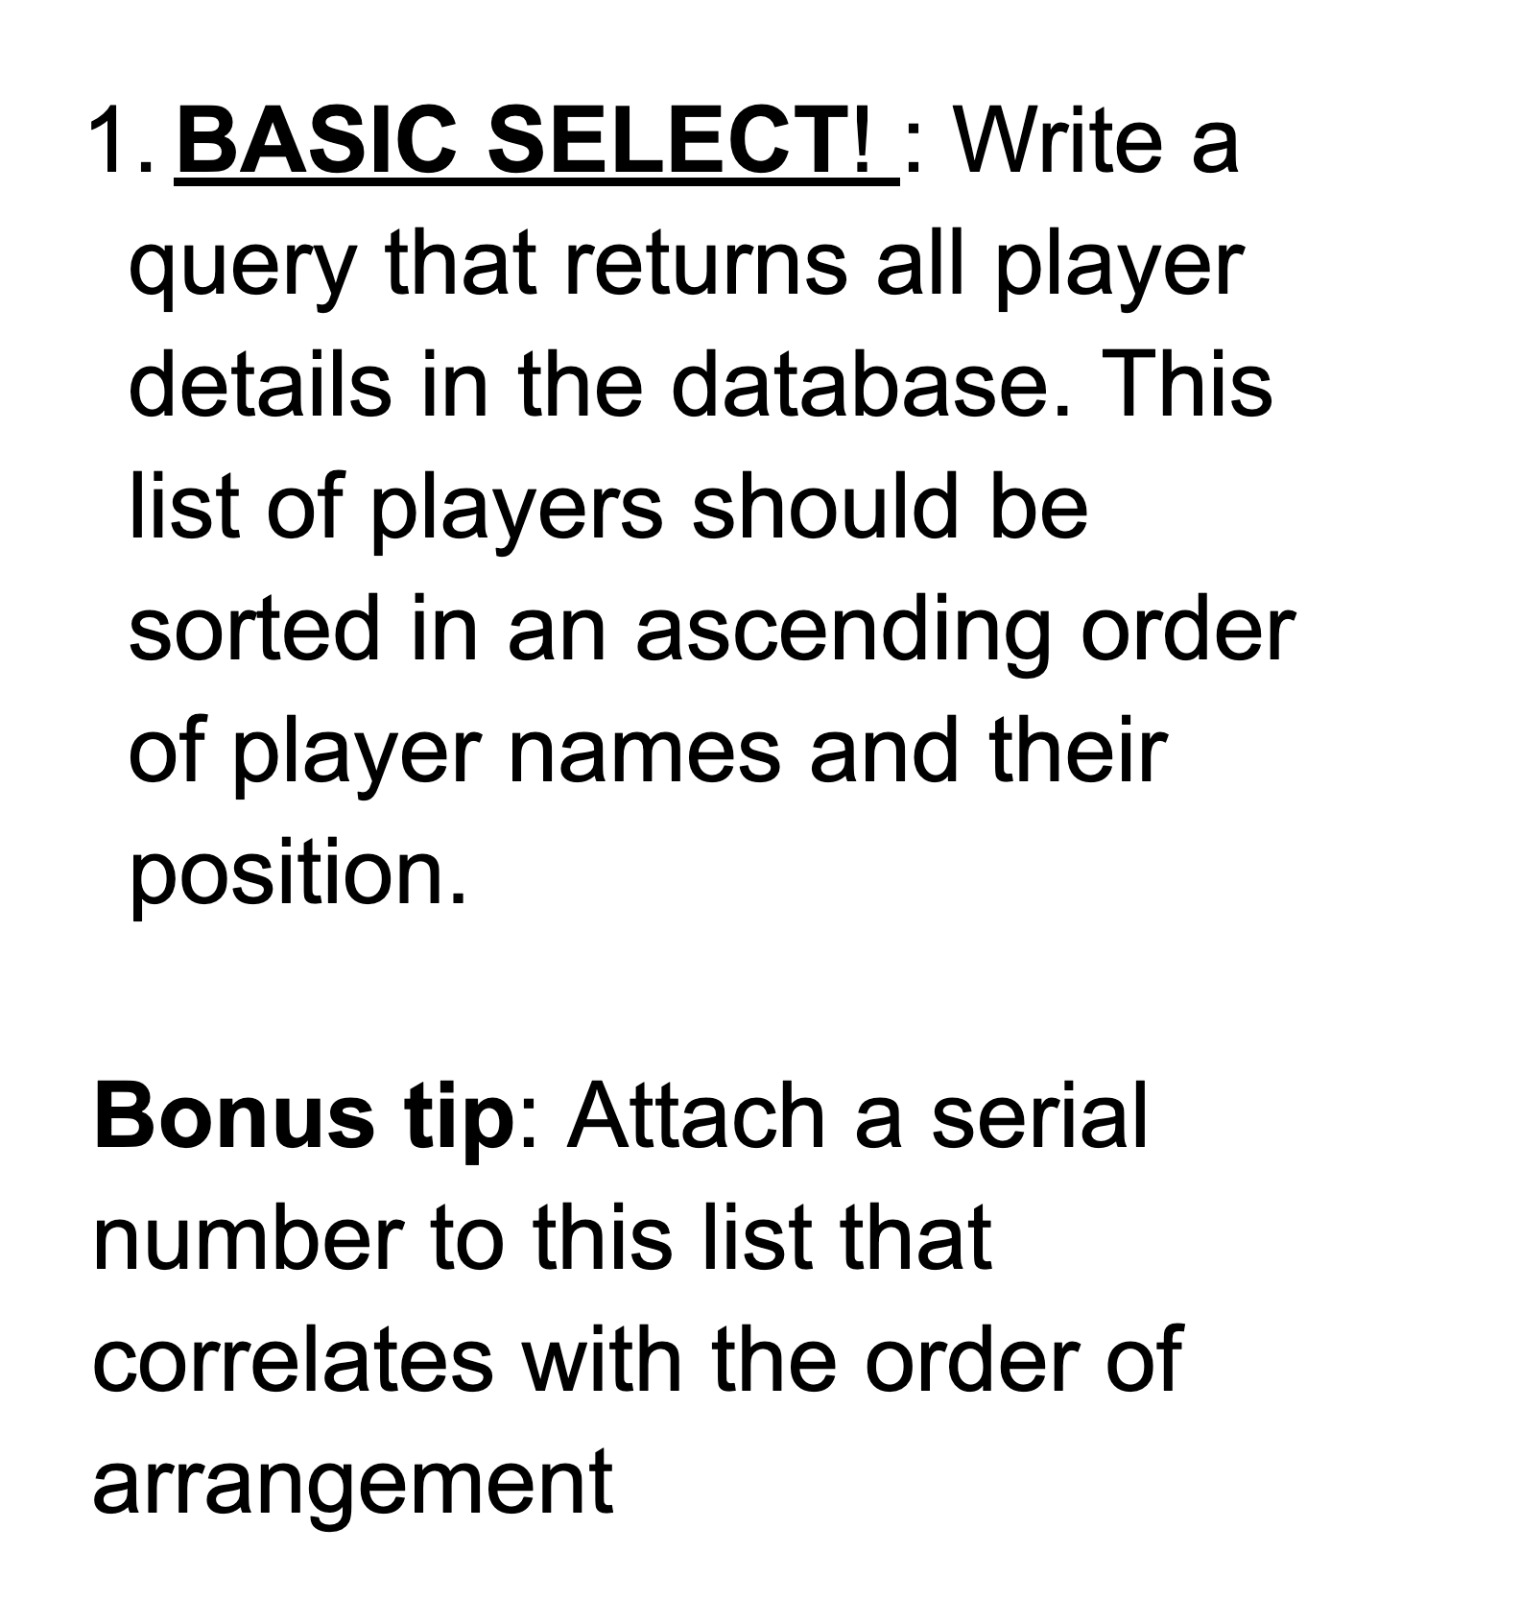 1. BASIC SELECT! : Write a
query that returns all player
details in the database. This
list of players should be
sorted in an ascending order
of player names and their
position.
Bonus tip: Attach a serial
number to this list that
correlates with the order of
arrangement